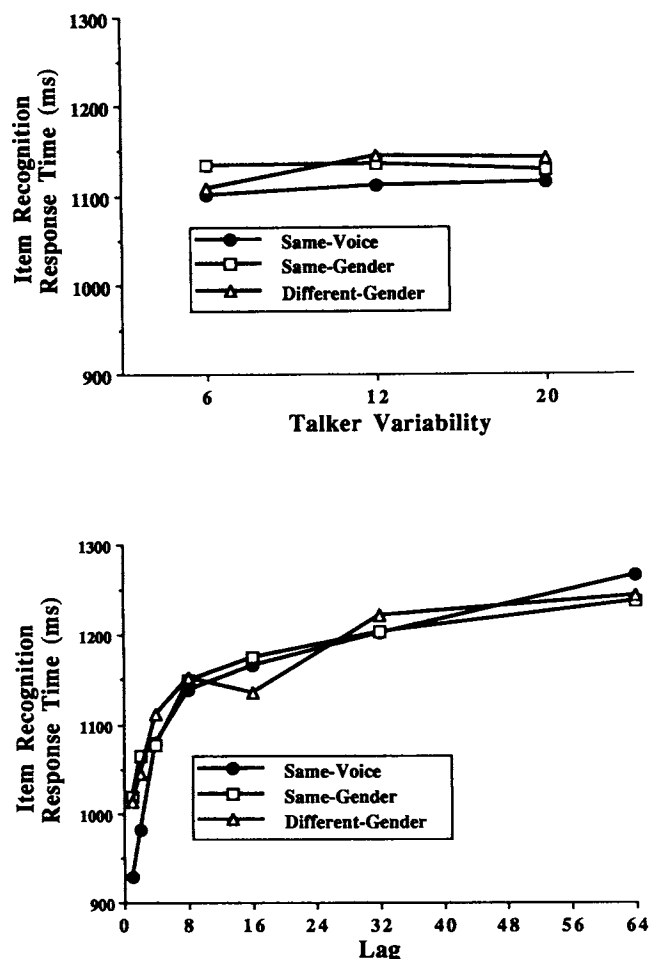 1300
1200
1100
1000
900
Item Recognition
Response Time (ms)
Same-Voice
Same-Gender
Different-Gender
6 12 20
Talker Variability
1300
1200
1100
1000
900
Item Recognition
Response Time (ms)
Same-Voice
Same-Gender
Different-Gender
0 8 16 24 32 40 48 56 64
Lag